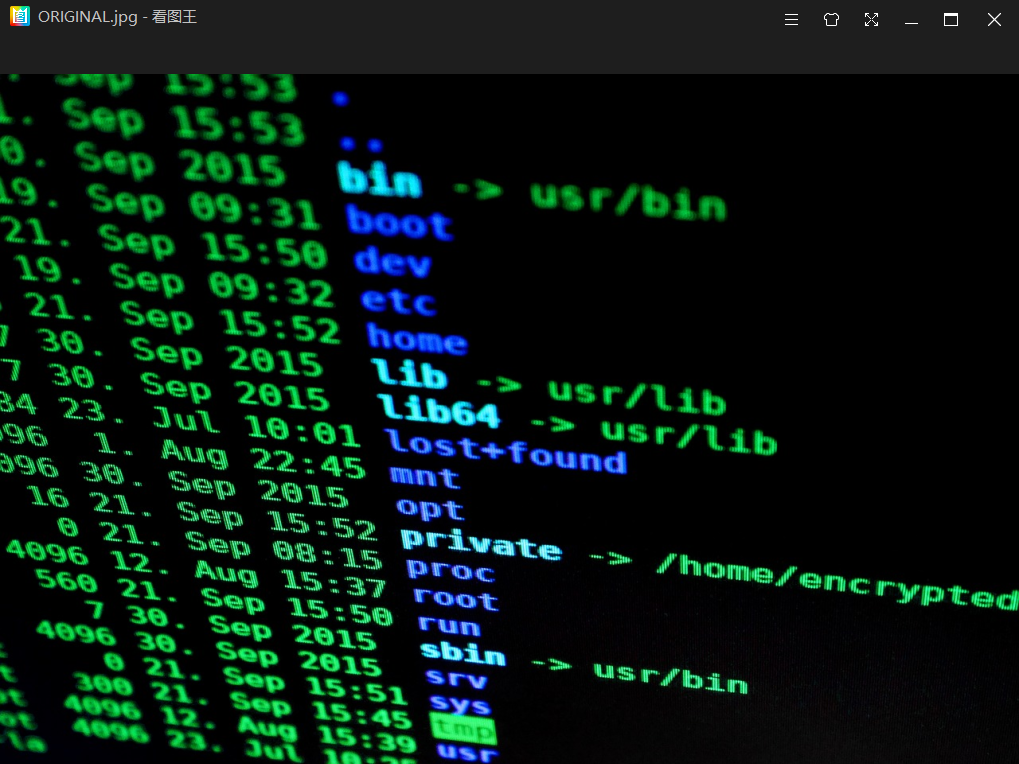 ORIGINAL.jpg - 看图王
Sep 15:53 .
1. Sep 15:53 ..
0. Sep 2015 bin -> usr/bin
19. Sep 09:31 boot
21. Sep 15:50 dev
19. Sep 09:32 etc
21. Sep 15:52 home
7 30. Sep 2015 lib -> usr/lib
7 30. Sep 2015 lib64 -> usr/lib
84 23. Jul 10:01 lost+found
096 1. Aug 22:45 mnt
096 30. Sep 2015 opt
16 21. Sep 15:52 private -> /home/encrypted
0 21. Sep 08:15 proc
4096 12. Aug 15:37 root
560 21. Sep 15:50 run
7 30. Sep 2015 sbin -> usr/bin
4096 30. Sep 2015 srv
0 21. Sep 15:51 sys
300 21. Sep 15:45 tmp
4096 12. Aug 15:39 usr
4096 23. Jul